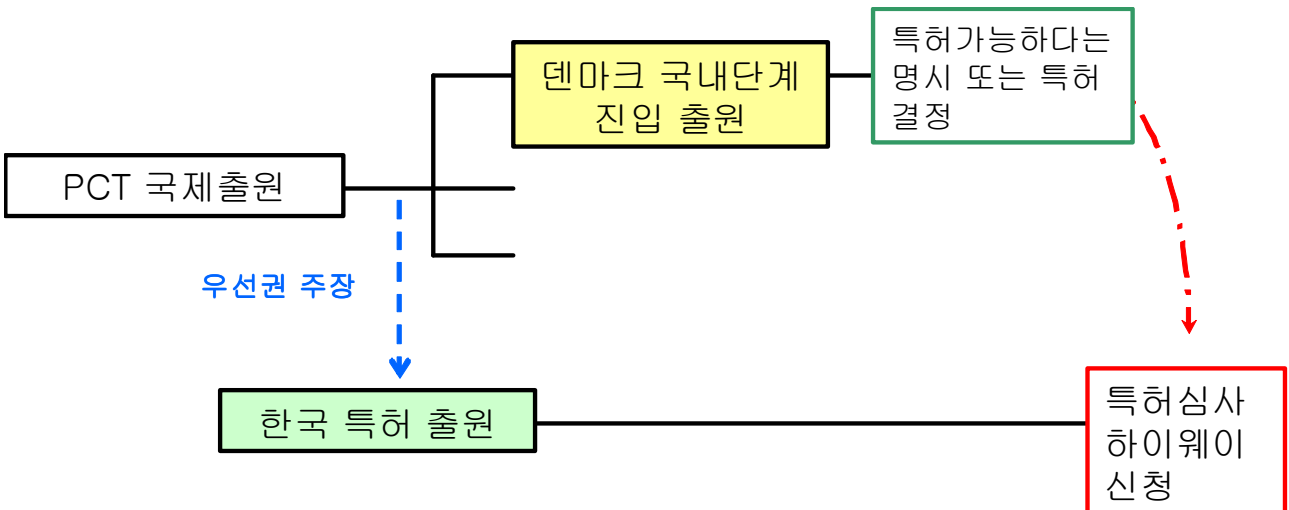 덴마크 국내단계
진입 출원
특허가능하다는
명시 또는 특허
결정
PCT 국제출원
우선권 주장
한국 특허 출원
특허심사
하이웨이
신청